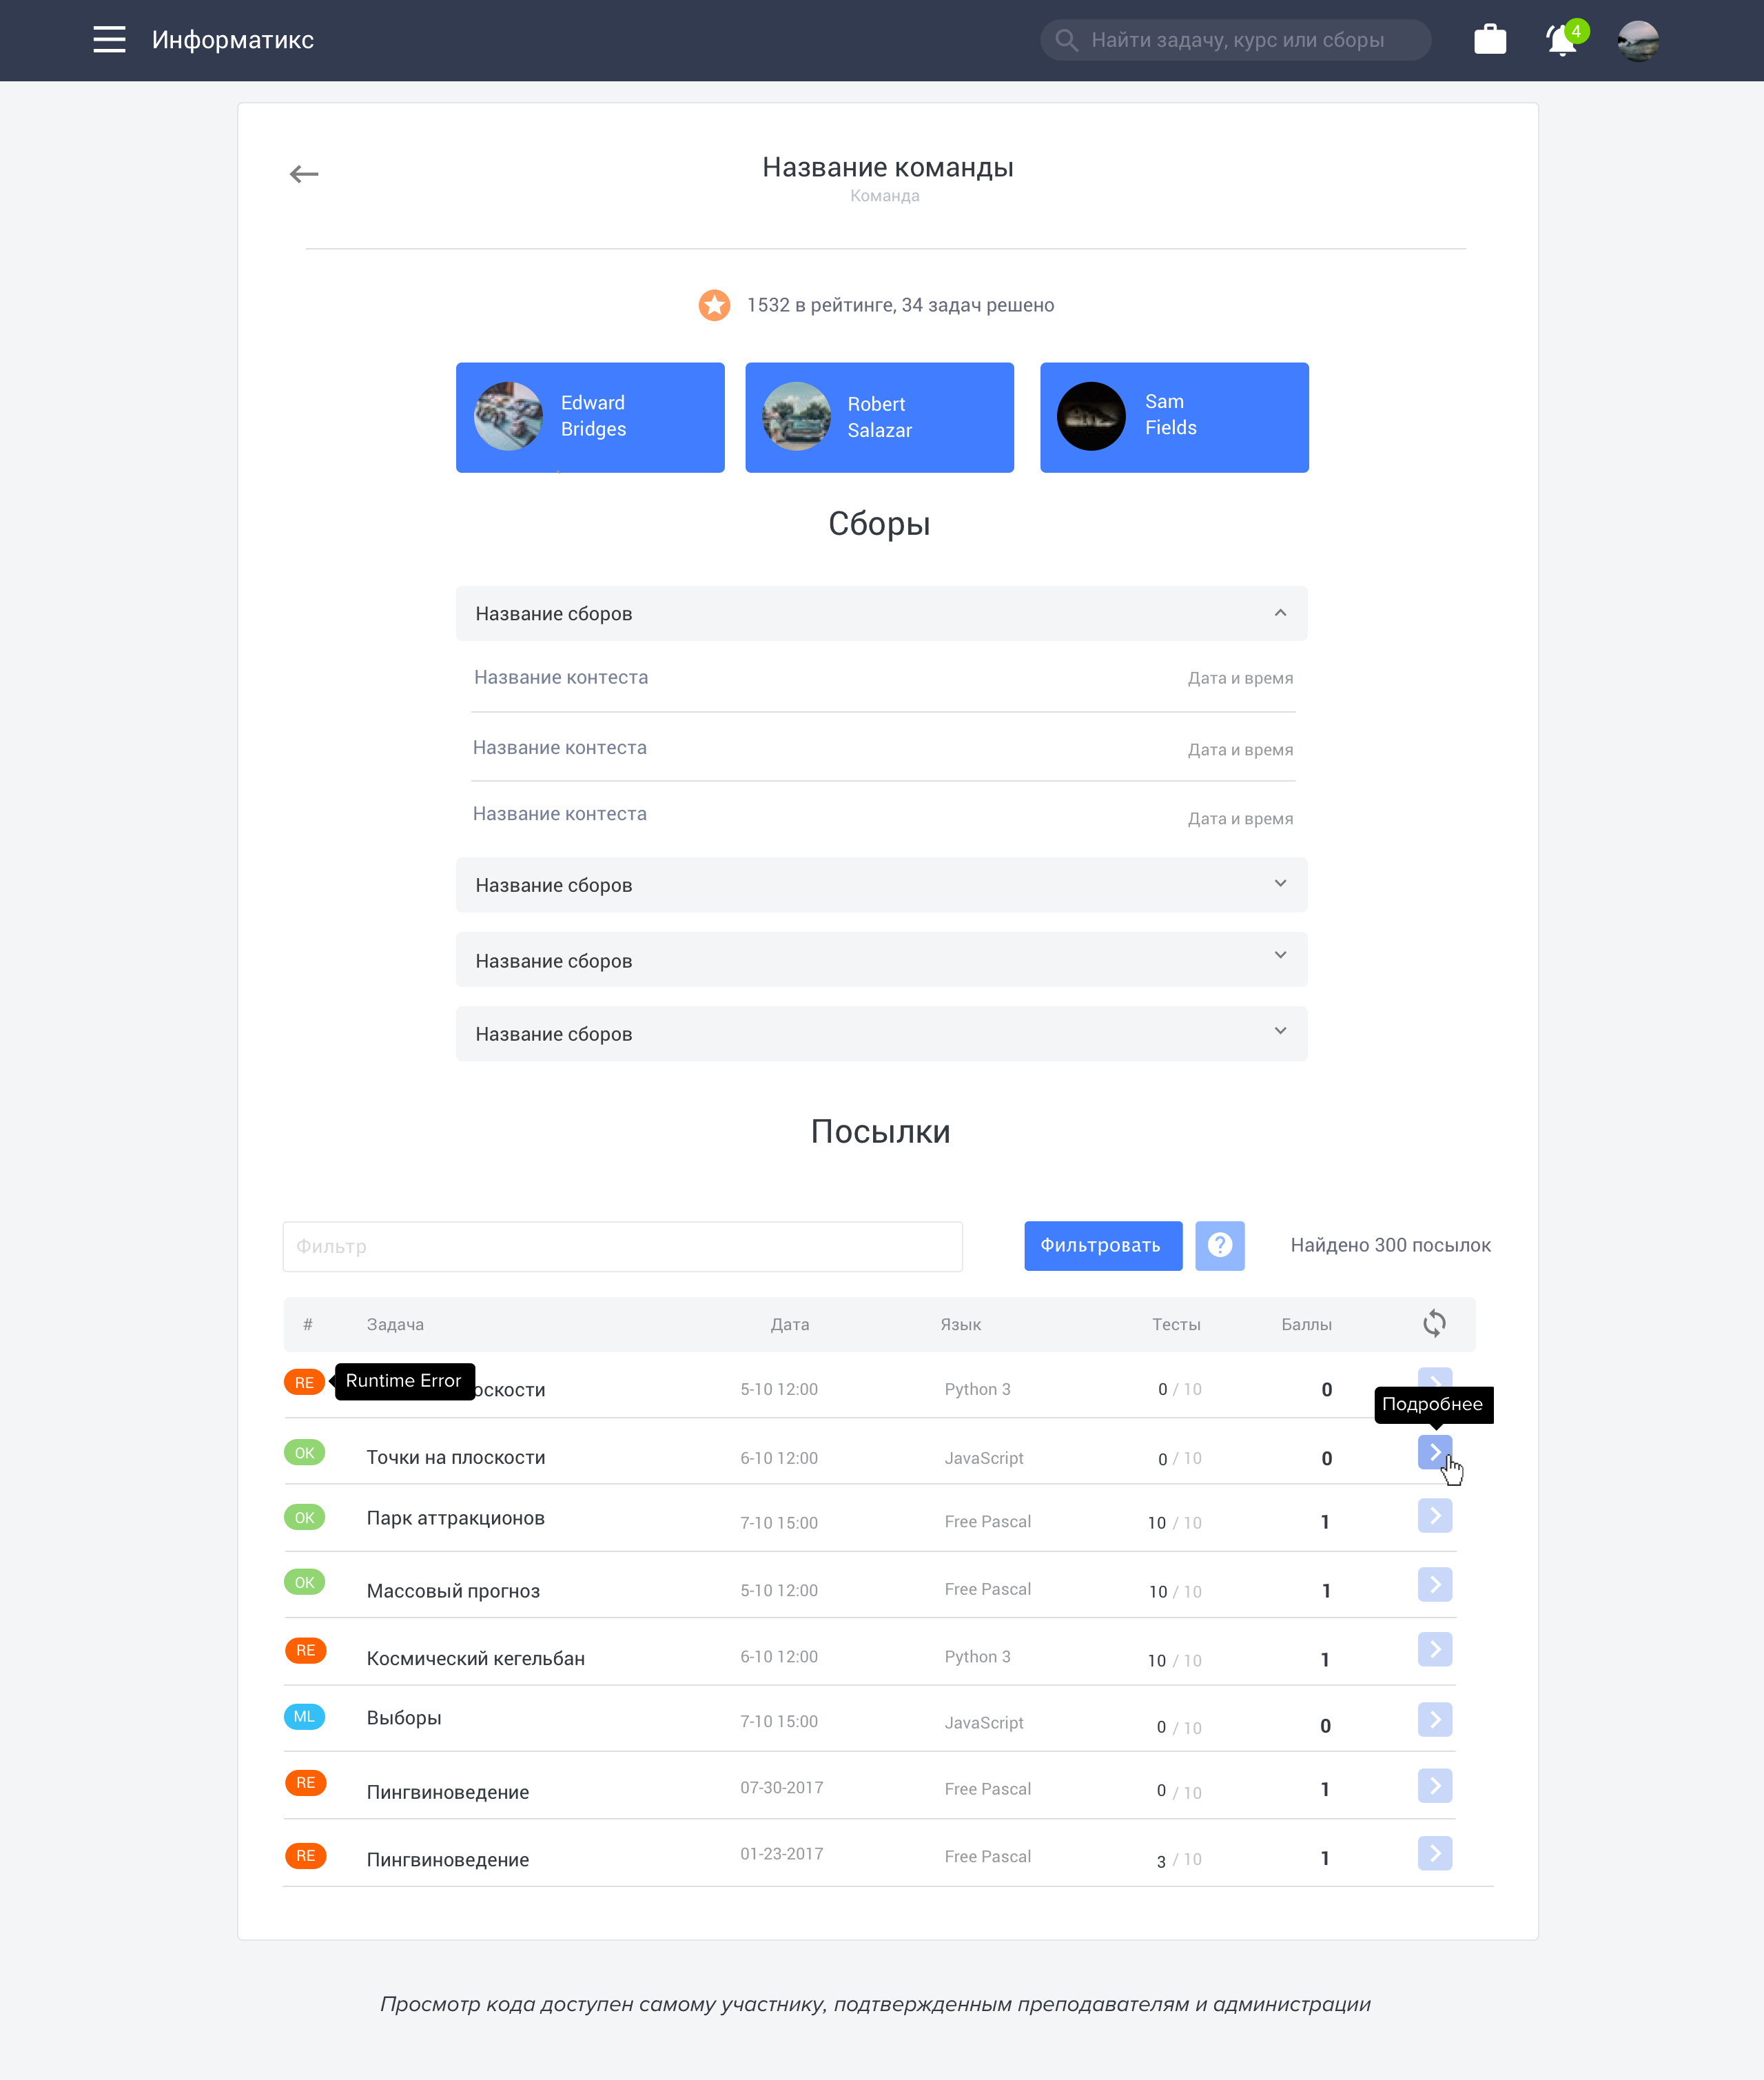 Информатикс
Найти задачу, курс или сборы
4
Название команды
Команда
1532 в рейтинге, 34 задач решено
Edward
Bridges
Robert
Salazar
Sam
Fields
Сборы
Название сборов
Название контеста Дата и время
Название контеста Дата и время
Название контеста Дата и время
Название сборов
Название сборов
Название сборов
Посылки
Фильтр Фильтровать ? Найдено 300 посылок
# Задача Дата Язык Тесты Баллы
RE Runtime Error оскости 5-10 12:00 Python 3 0 / 10 0
Подробнее
OK Точки на плоскости 6-10 12:00 JavaScript 0 / 10 0
OK Парк аттракционов 7-10 15:00 Free Pascal 10 / 10 1
OK Массовый прогноз 5-10 12:00 Free Pascal 10 / 10 1
RE Космический кегельбан 6-10 12:00 Python 3 10 / 10 1
ML Выборы 7-10 15:00 JavaScript 0 / 10 0
RE Пингвиноведение 07-30-2017 Free Pascal 0 / 10 1
RE Пингвиноведение 01-23-2017 Free Pascal 3 / 10 1
Просмотр кода доступен самому участнику, подтвержденным преподавателям и администрации